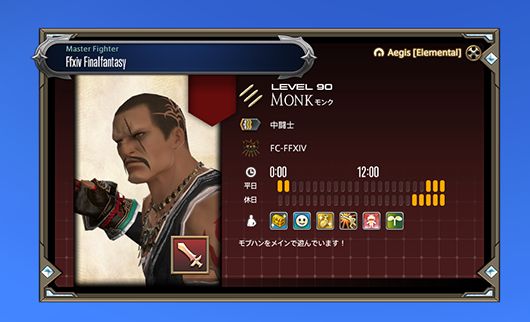 Master Fighter
Ffxiv Finalfantasy
Aegis [Elemental]
LEVEL 90
MONK モンク
中闘士
FC-FFXIV
0:00 12:00
平日
休日
モブハンをメインで遊んでいます！